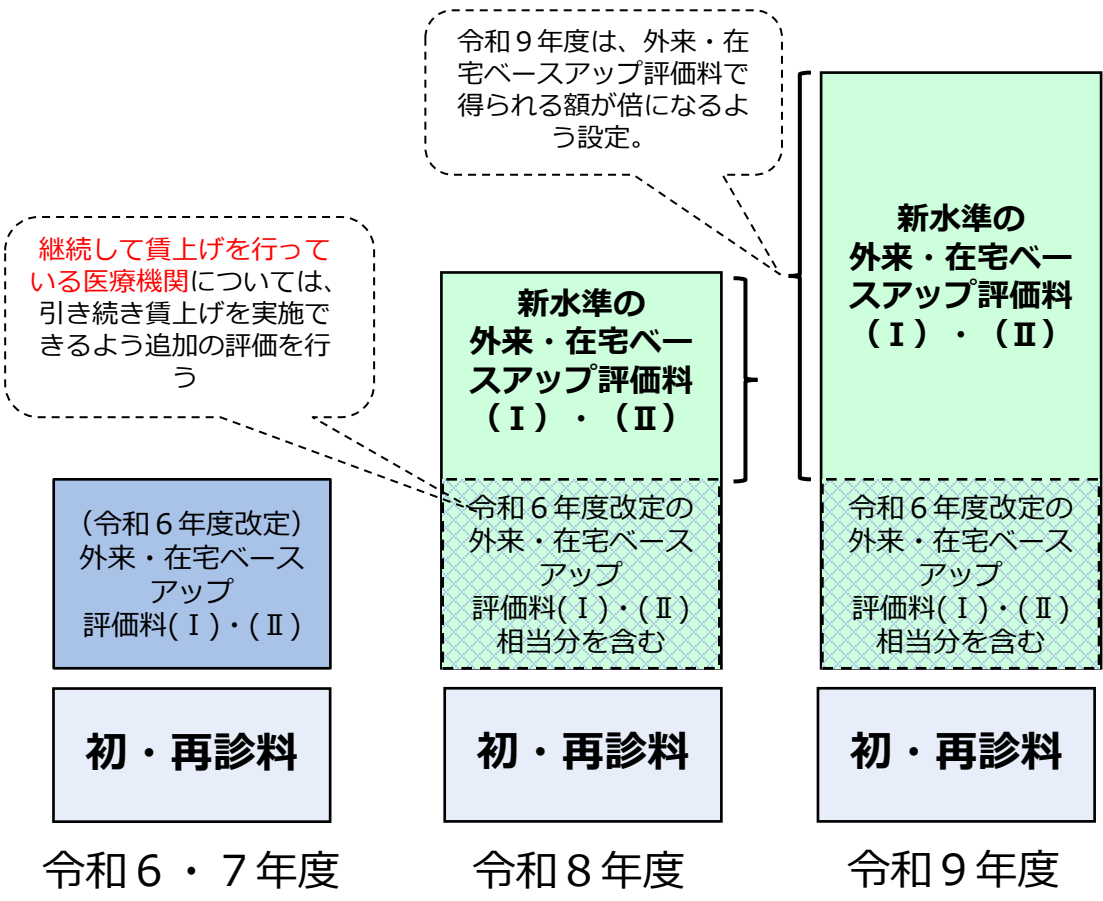 令和９年度は、外来・在
宅ベースアップ評価料で
得られる額が倍になるよ
う設定。
継続して賃上げを行って
いる医療機関については、
引き続き賃上げを実施で
きるよう追加の評価を行
う
新水準の
外来・在宅ベー
スアップ評価料
（Ⅰ）・（Ⅱ）
新水準の
外来・在宅ベー
スアップ評価料
（Ⅰ）・（Ⅱ）
（令和６年度改定）
外来・在宅ベース
アップ
評価料(Ⅰ)・(Ⅱ)
令和６年度改定の
外来・在宅ベース
アップ
評価料(Ⅰ)・(Ⅱ)
相当分を含む
令和６年度改定の
外来・在宅ベース
アップ
評価料(Ⅰ)・(Ⅱ)
相当分を含む
初・再診料
初・再診料
初・再診料
令和６・７年度
令和８年度
令和９年度